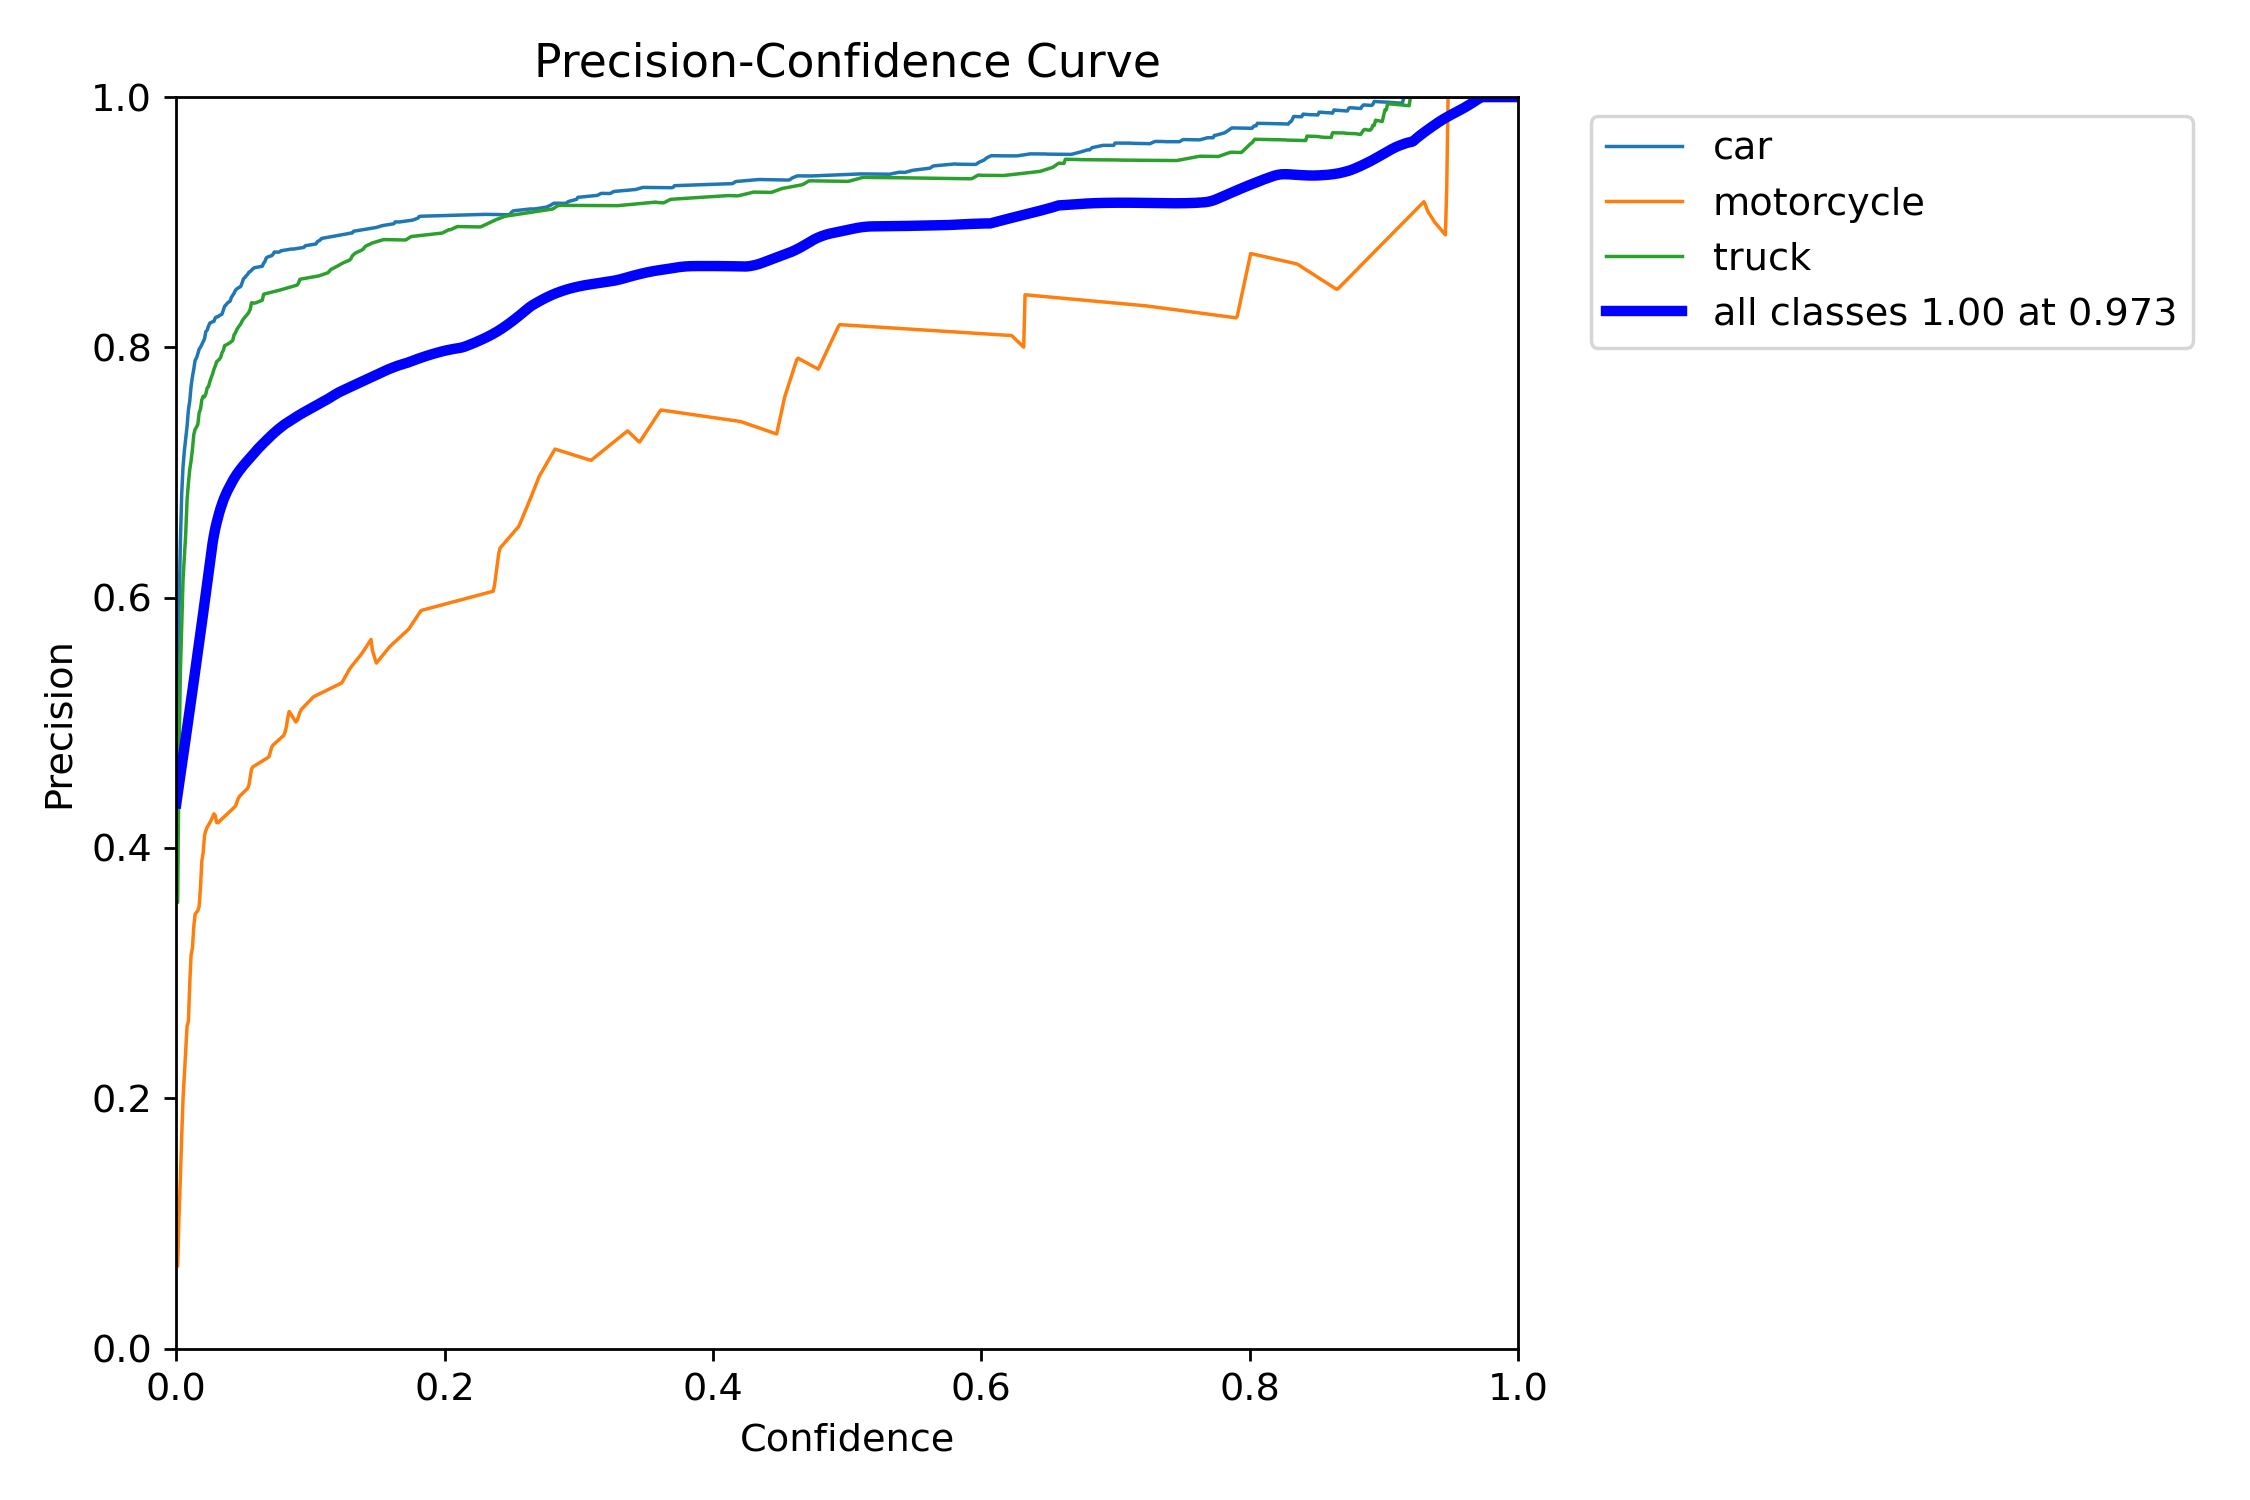 Precision-Confidence Curve
1.0
0.8
0.6
0.4
0.2
0.0
Precision
0.0 0.2 0.4 0.6 0.8 1.0
Confidence
car
motorcycle
truck
all classes 1.00 at 0.973